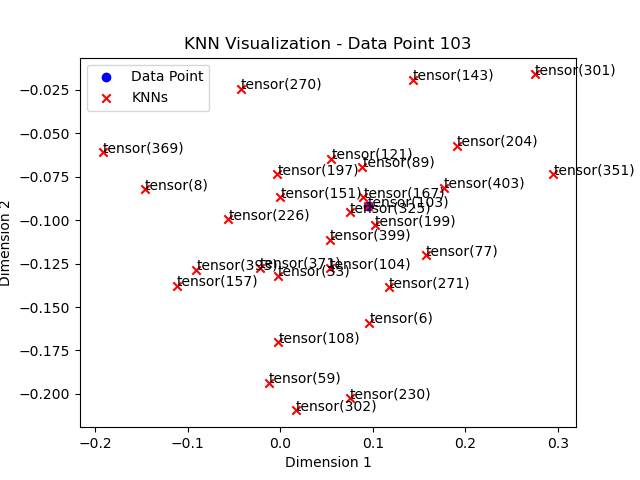 KNN Visualization - Data Point 103
Data Point
KNNs
tensor(270)
tensor(143)
tensor(301)
tensor(369)
tensor(121)
tensor(89)
tensor(204)
tensor(197)
tensor(351)
tensor(8)
tensor(403)
tensor(151)
tensor(167)
tensor(103)
tensor(325)
tensor(226)
tensor(199)
tensor(399)
tensor(77)
tensor(393)
tensor(371)
tensor(104)
tensor(53)
tensor(157)
tensor(271)
tensor(6)
tensor(108)
tensor(59)
tensor(230)
tensor(302)
−0.025
−0.050
−0.075
−0.100
−0.125
−0.150
−0.175
−0.200
Dimension 2
−0.2
−0.1
0.0
0.1
0.2
0.3
Dimension 1